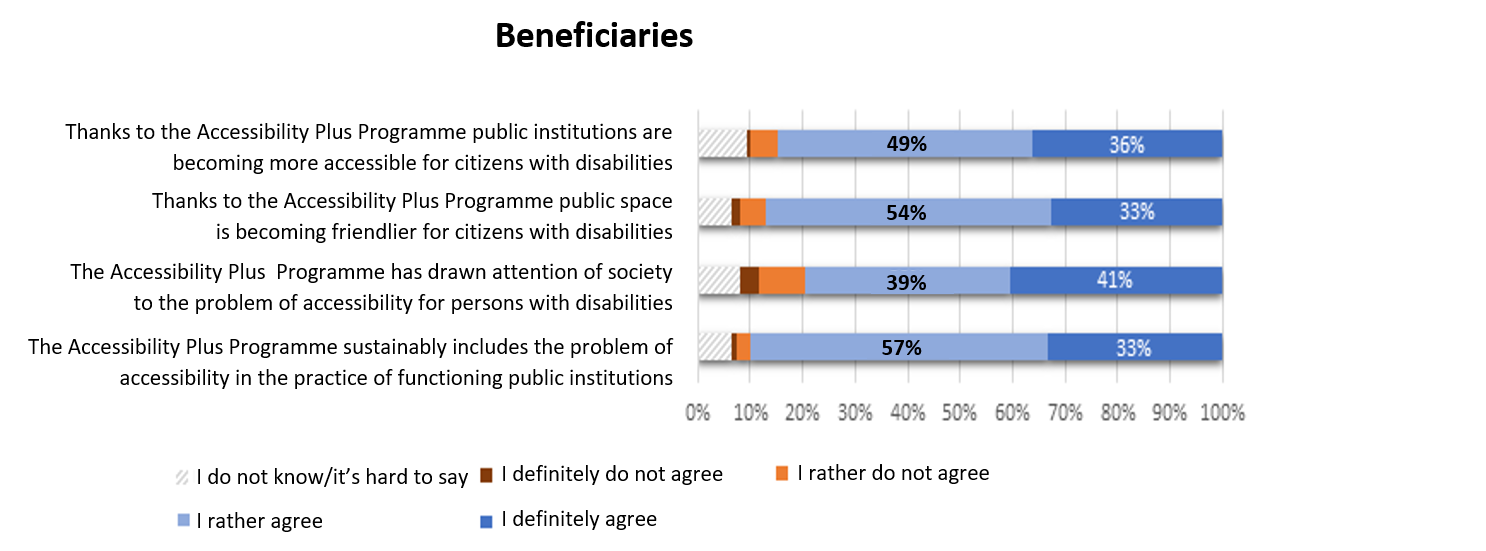 Beneficiaries
Thanks to the Accessibility Plus Programme public institutions are
becoming more accessible for citizens with disabilities
49%
36%
Thanks to the Accessibility Plus Programme public space
is becoming friendlier for citizens with disabilities
54%
33%
The Accessibility Plus  Programme has drawn attention of society
to the problem of accessibility for persons with disabilities
39%
41%
The Accessibility Plus Programme sustainably includes the problem of
accessibility in the practice of functioning public institutions
57%
33%
0% 10% 20% 30% 40% 50% 60% 70% 80% 90% 100%
I do not know/it’s hard to say
I definitely do not agree
I rather do not agree
I rather agree
I definitely agree